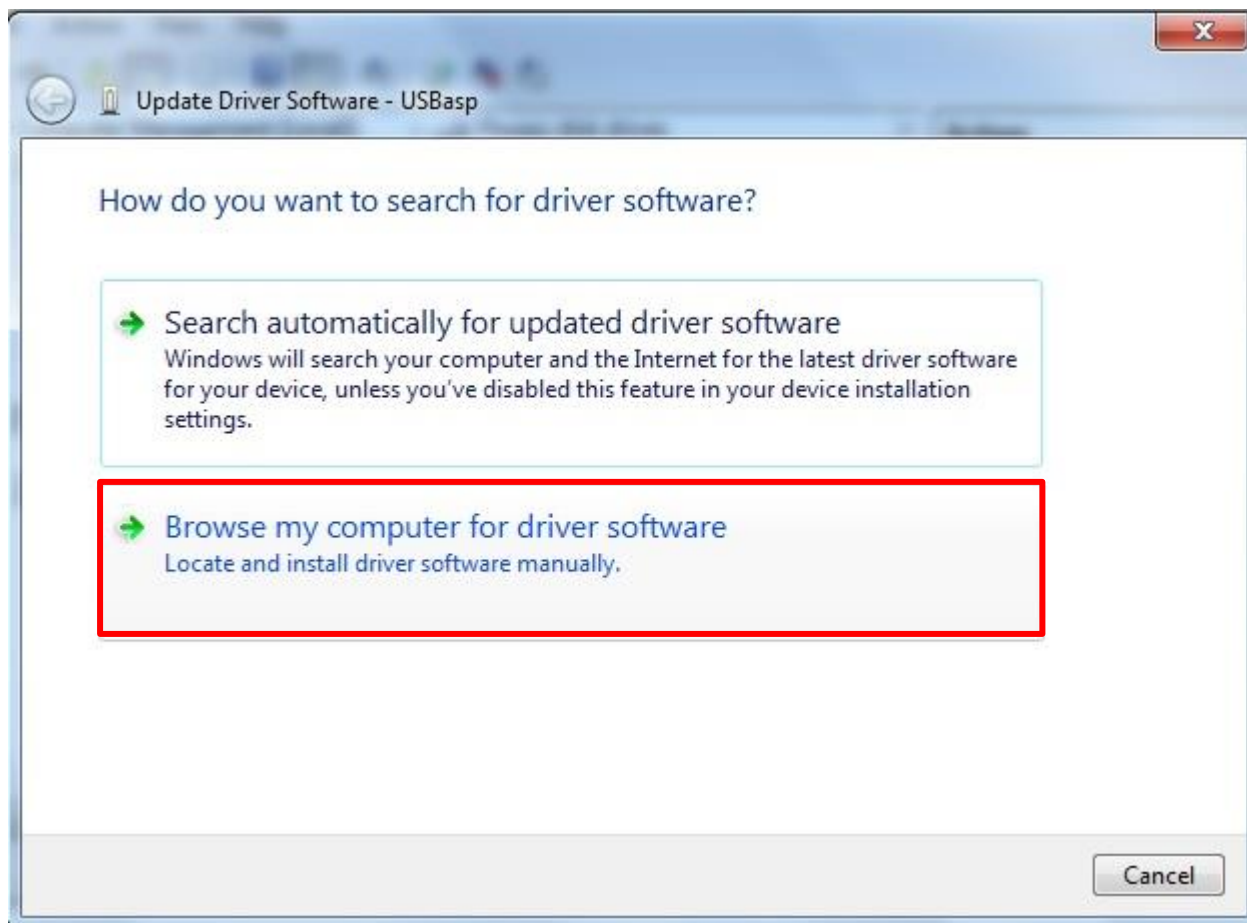 Update Driver Software - USBasp
How do you want to search for driver software?
Search automatically for updated driver software
Windows will search your computer and the Internet for the latest driver software
for your device, unless you've disabled this feature in your device installation
settings.
Browse my computer for driver software
Locate and install driver software manually.
Cancel